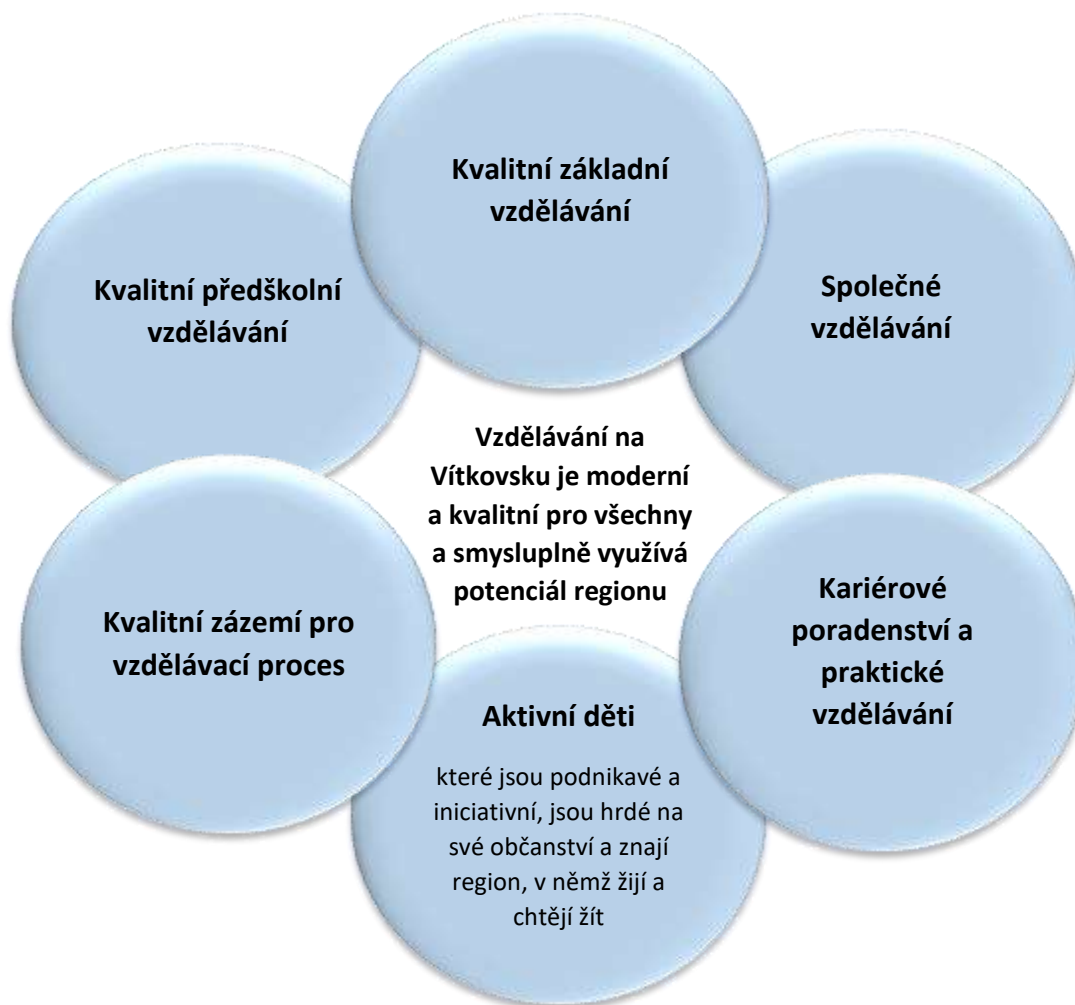 Kvalitní základní
vzdělávání
Kvalitní předškolní
vzdělávání
Společné
vzdělávání
Vzdělávání na
Vítkovsku je moderní
a kvalitní pro všechny
a smysluplně využívá
potenciál regionu
Kvalitní zázemí pro
vzdělávací proces
Kariérové
poradenství a
praktické
vzdělávání
Aktivní děti
které jsou podnikavé a
iniciativní, jsou hrdé na
své občanství a znají
region, v němž žijí a
chtějí žít